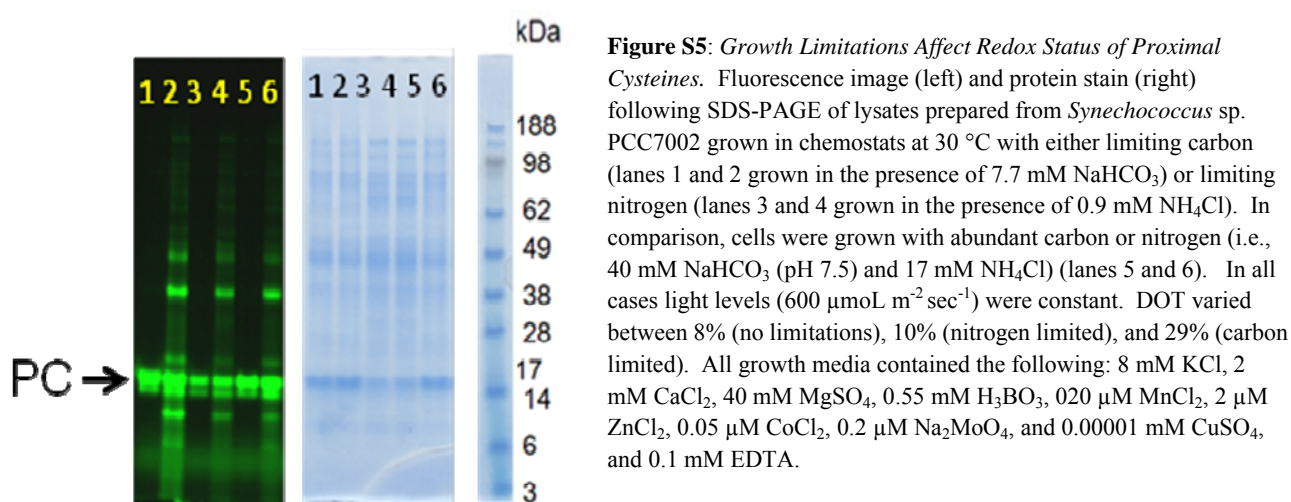 kDa
1 2 3 4 5 6
1 2 3 4 5 6
188
98
62
49
38
28
17
14
6
3
PC
Figure S5: Growth Limitations Affect Redox Status of Proximal
Cysteines. Fluorescence image (left) and protein stain (right)
following SDS-PAGE of lysates prepared from Synechococcus sp.
PCC7002 grown in chemostats at 30 °C with either limiting carbon
(lanes 1 and 2 grown in the presence of 7.7 mM NaHCO₃) or limiting
nitrogen (lanes 3 and 4 grown in the presence of 0.9 mM NH₄Cl). In
comparison, cells were grown with abundant carbon or nitrogen (i.e.,
40 mM NaHCO₃ (pH 7.5) and 17 mM NH₄Cl) (lanes 5 and 6). In all
cases light levels (600 µmoL m⁻² sec⁻¹) were constant. DOT varied
between 8% (no limitations), 10% (nitrogen limited), and 29% (carbon
limited). All growth media contained the following: 8 mM KCl, 2
mM CaCl₂, 40 mM MgSO₄, 0.55 mM H₃BO₃, 020 µM MnCl₂, 2 µM
ZnCl₂, 0.05 µM CoCl₂, 0.2 µM Na₂MoO₄, and 0.00001 mM CuSO₄,
and 0.1 mM EDTA.